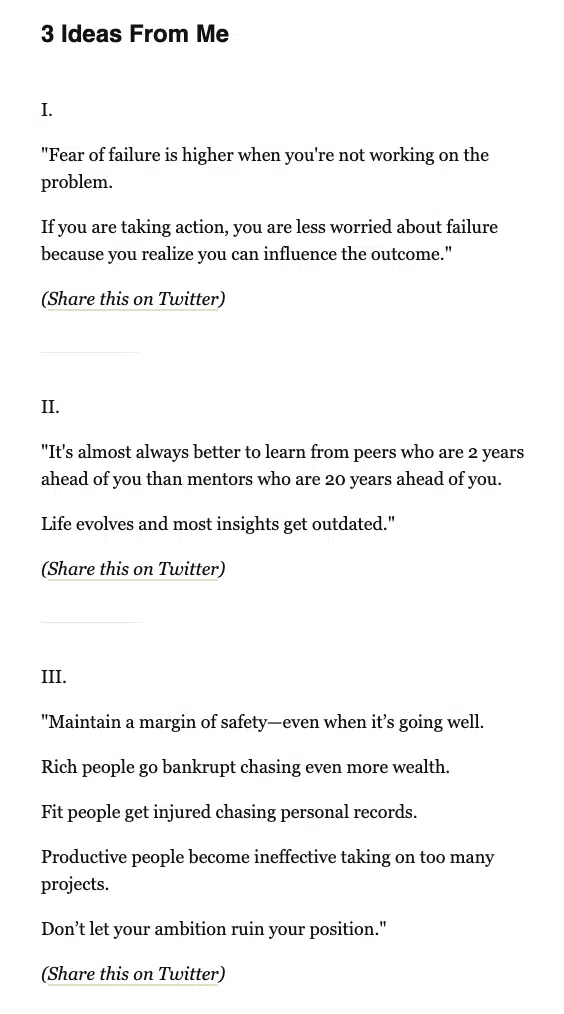 3 Ideas From Me
I.
"Fear of failure is higher when you're not working on the
problem.
If you are taking action, you are less worried about failure
because you realize you can influence the outcome."
(Share this on Twitter)
II.
"It's almost always better to learn from peers who are 2 years
ahead of you than mentors who are 20 years ahead of you.
Life evolves and most insights get outdated."
(Share this on Twitter)
III.
"Maintain a margin of safety—even when it’s going well.
Rich people go bankrupt chasing even more wealth.
Fit people get injured chasing personal records.
Productive people become ineffective taking on too many
projects.
Don’t let your ambition ruin your position."
(Share this on Twitter)